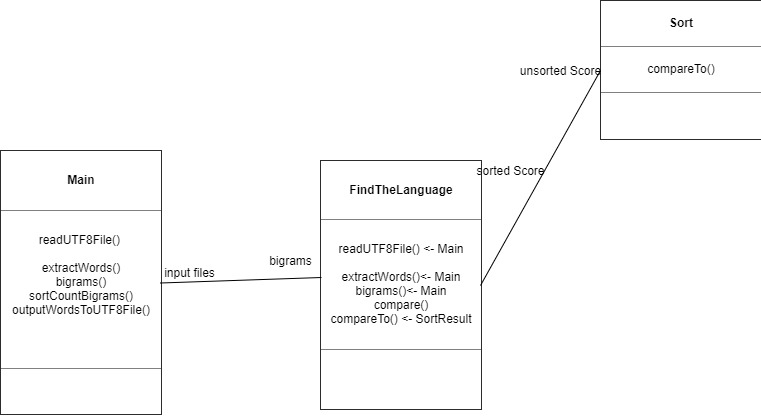 Sort
unsorted Score
compareTo()
Main
sorted Score
FindTheLanguage
readUTF8File()
readUTF8File() <- Main
extractWords()
input files
bigrams
extractWords()<- Main
bigrams()
bigrams()<- Main
sortCountBigrams()
compare()
outputWordsToUTF8File()
compareTo() <- SortResult